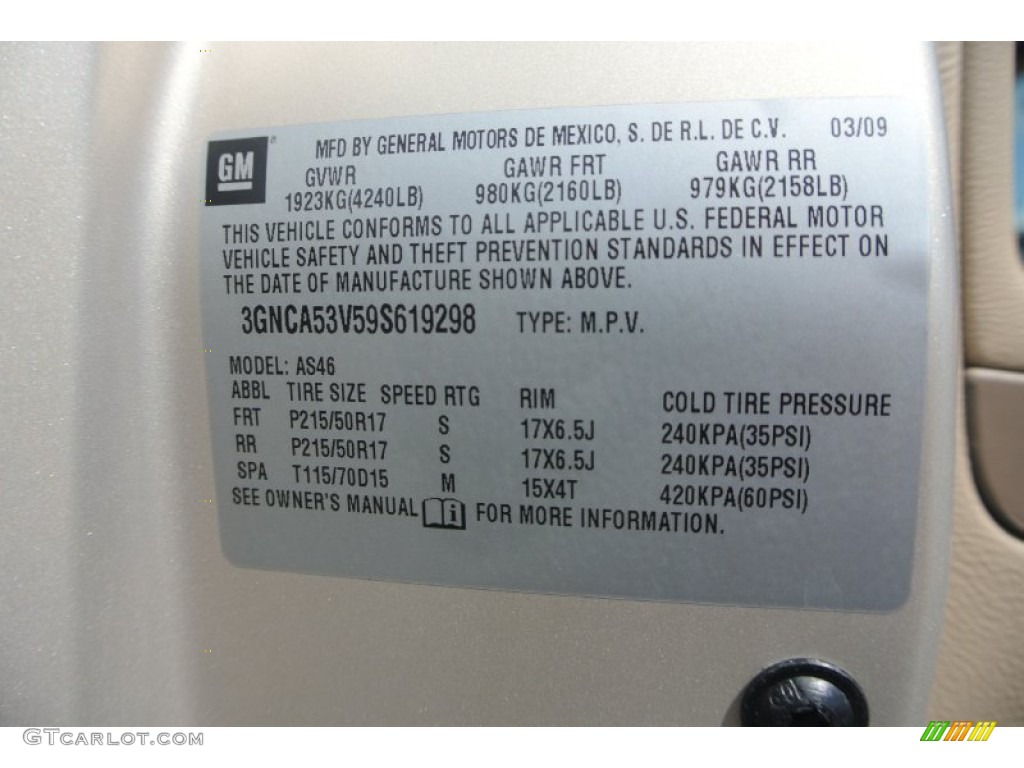 GM
MFD BY GENERAL MOTORS DE MEXICO, S. DE R.L. DE C.V. 03/09
GVWR GAWR FRT GAWR RR
1923KG(4240LB) 980KG(2160LB) 979KG(2158LB)
THIS VEHICLE CONFORMS TO ALL APPLICABLE U.S. FEDERAL MOTOR
VEHICLE SAFETY AND THEFT PREVENTION STANDARDS IN EFFECT ON
THE DATE OF MANUFACTURE SHOWN ABOVE.
3GNCA53V59S619298 TYPE: M.P.V.
MODEL: AS46
ABBL TIRE SIZE SPEED RTG RIM COLD TIRE PRESSURE
FRT P215/50R17 S 17X6.5J 240KPA(35PSI)
RR P215/50R17 S 17X6.5J 240KPA(35PSI)
SPA T115/70D15 M 15X4T 420KPA(60PSI)
SEE OWNER'S MANUAL i FOR MORE INFORMATION.
GTcarlot.com